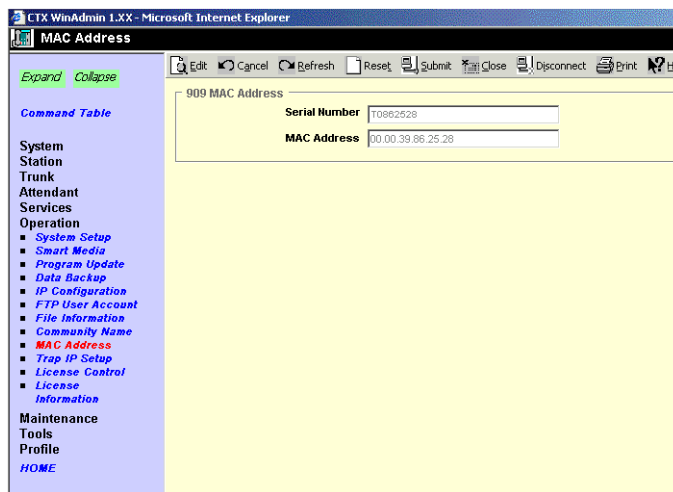 CTX WinAdmin 1.XX - Microsoft Internet Explorer
MAC Address
Edit Cancel Refresh Reset Submit Close Disconnect Print
Expand Collapse
Command Table
System
Station
Trunk
Attendant
Services
Operation
System Setup
Smart Media
Program Update
Data Backup
IP Configuration
FTP User Account
File Information
Community Name
MAC Address
Trap IP Setup
License Control
License
Information
Maintenance
Tools
Profile
HOME
909 MAC Address
Serial Number T0862528
MAC Address 00.00.39.86.25.28